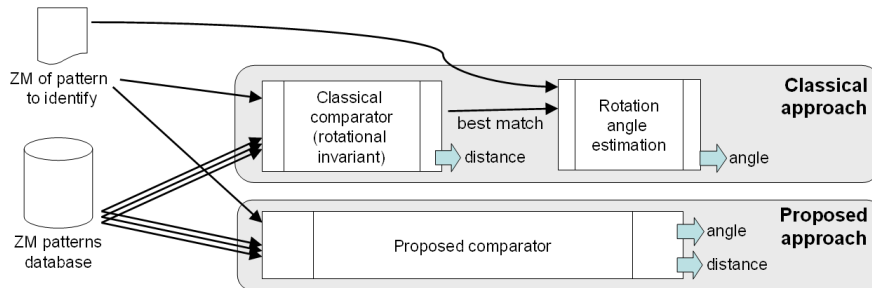 ZM of pattern
to identify
Classical
comparator
(rotational
invariant)
best match
distance
Rotation
angle
estimation
angle
Classical
approach
ZM patterns
database
Proposed comparator
angle
distance
Proposed
approach